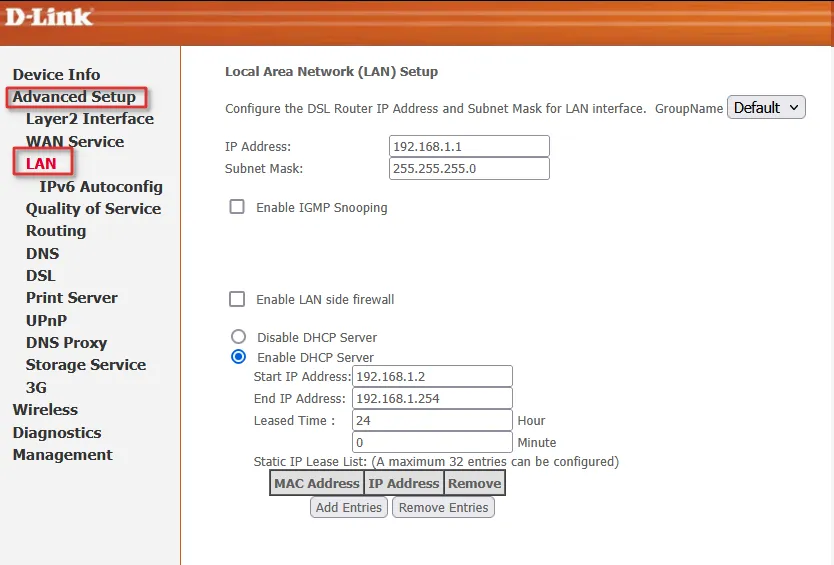 D-Link
Device Info
Advanced Setup
Layer2 Interface
WAN Service
LAN
IPv6 Autoconfig
Quality of Service
Routing
DNS
DSL
Print Server
UPnP
DNS Proxy
Storage Service
3G
Wireless
Diagnostics
Management
Local Area Network (LAN) Setup
Configure the DSL Router IP Address and Subnet Mask for LAN interface. GroupName Default
IP Address: 192.168.1.1
Subnet Mask: 255.255.255.0
Enable IGMP Snooping
Enable LAN side firewall
Disable DHCP Server
Enable DHCP Server
Start IP Address: 192.168.1.2
End IP Address: 192.168.1.254
Leased Time : 24 Hour
0 Minute
Static IP Lease List: (A maximum 32 entries can be configured)
MAC Address IP Address Remove
Add Entries Remove Entries